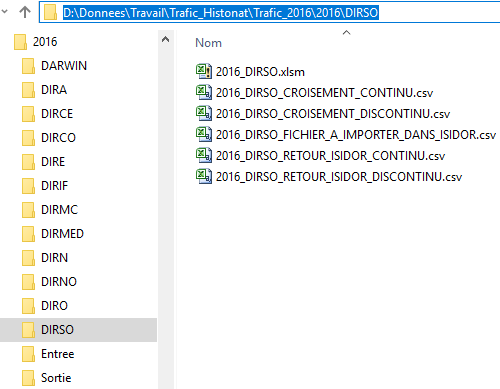 D:\Donnees\Travail\Trafic_Histonat\Trafic_2016\2016\DIRSO
2016
DARWIN
DIRA
DIRCE
DIRCO
DIRE
DIRIF
DIRMC
DIRMED
DIRN
DIRNO
DIRO
DIRSO
Entree
Sortie
Nom
2016_DIRSO.xlsm
2016_DIRSO_CROISEMENT_CONTINU.csv
2016_DIRSO_CROISEMENT_DISCONTINU.csv
2016_DIRSO_FICHIER_A_IMPORTER_DANS_ISIDOR.csv
2016_DIRSO_RETOUR_ISIDOR_CONTINU.csv
2016_DIRSO_RETOUR_ISIDOR_DISCONTINU.csv